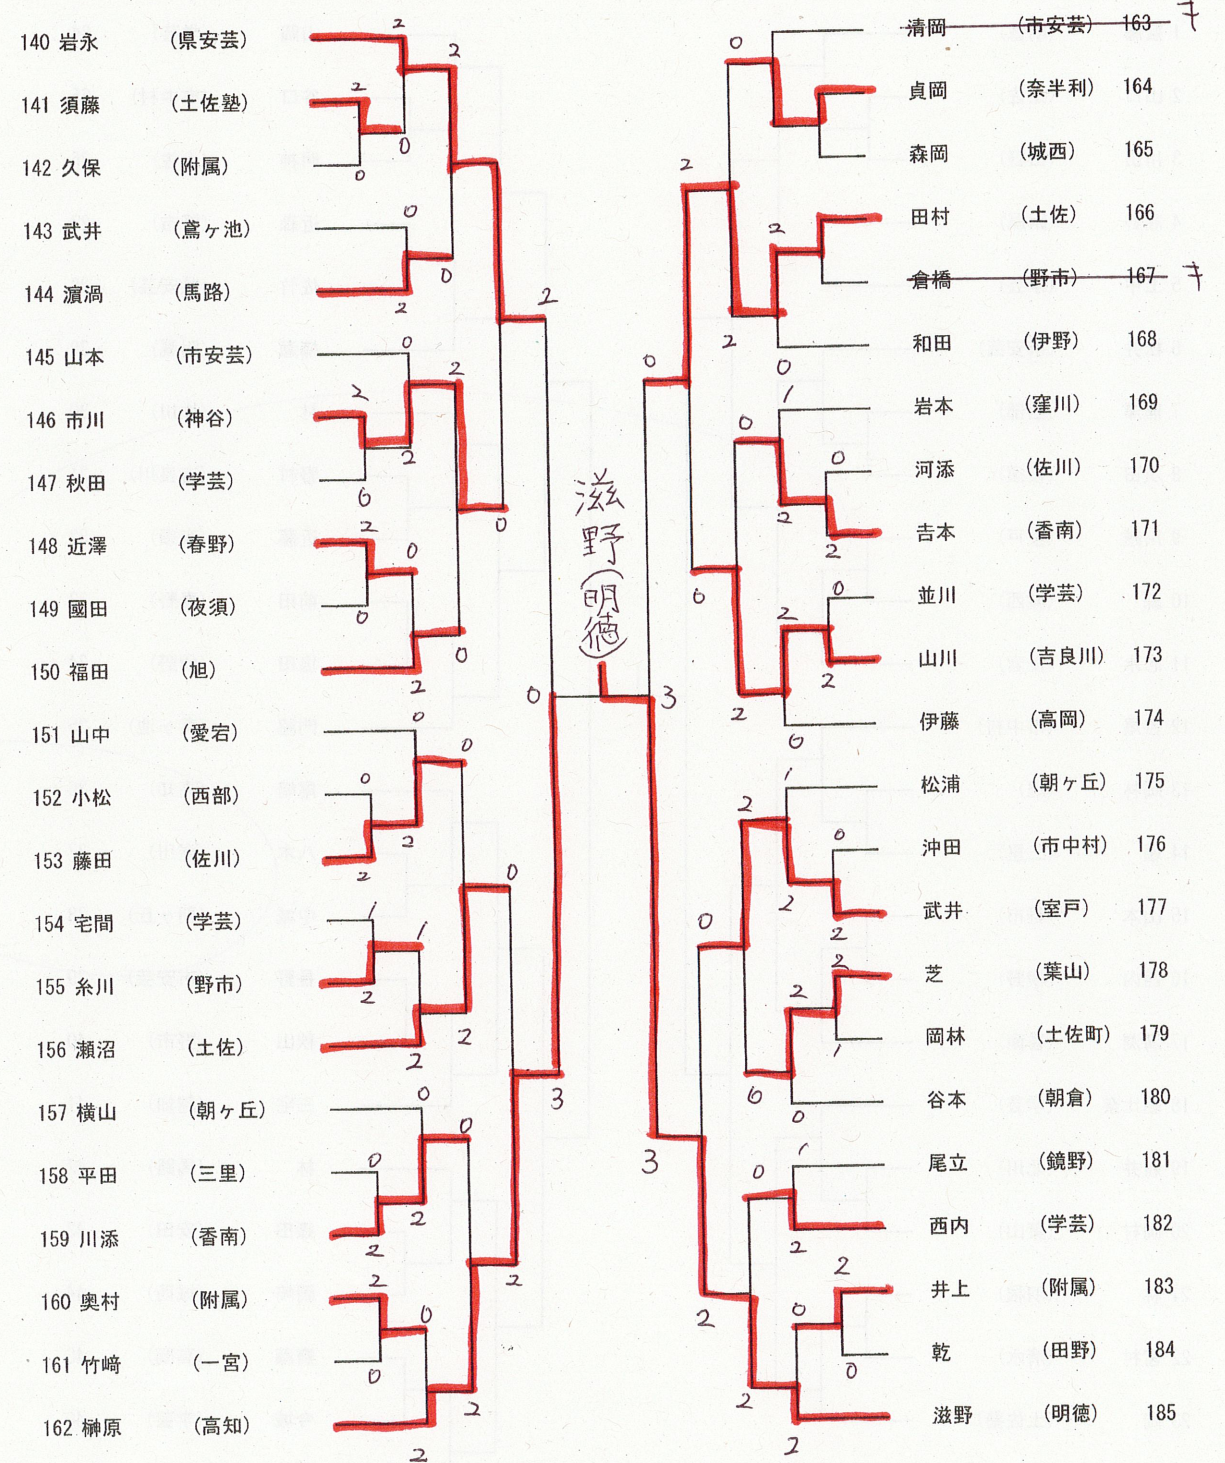 140 岩永 (県安芸)
141 須藤 (土佐塾)
142 久保 (附属)
143 武井 (鳶ヶ池)
144 濵渦 (馬路)
145 山本 (市安芸)
146 市川 (神谷)
147 秋田 (学芸)
148 近澤 (春野)
149 國田 (夜須)
150 福田 (旭)
151 山中 (愛宕)
152 小松 (西部)
153 藤田 (佐川)
154 宅間 (学芸)
155 糸川 (野市)
156 瀬沼 (土佐)
157 横山 (朝ヶ丘)
158 平田 (三里)
159 川添 (香南)
160 奥村 (附属)
161 竹﨑 (一宮)
162 榊原 (高知)
滋野(明徳)
清岡 (市安芸) 163 キ
貞岡 (奈半利) 164
森岡 (城西) 165
田村 (土佐) 166
倉橋 (野市) 167 キ
和田 (伊野) 168
岩本 (窪川) 169
河添 (佐川) 170
吉本 (香南) 171
並川 (学芸) 172
山川 (吉良川) 173
伊藤 (高岡) 174
松浦 (朝ヶ丘) 175
沖田 (市中村) 176
武井 (室戸) 177
芝 (葉山) 178
岡林 (土佐町) 179
谷本 (朝倉) 180
尾立 (鏡野) 181
西内 (学芸) 182
井上 (附属) 183
乾 (田野) 184
滋野 (明徳) 185